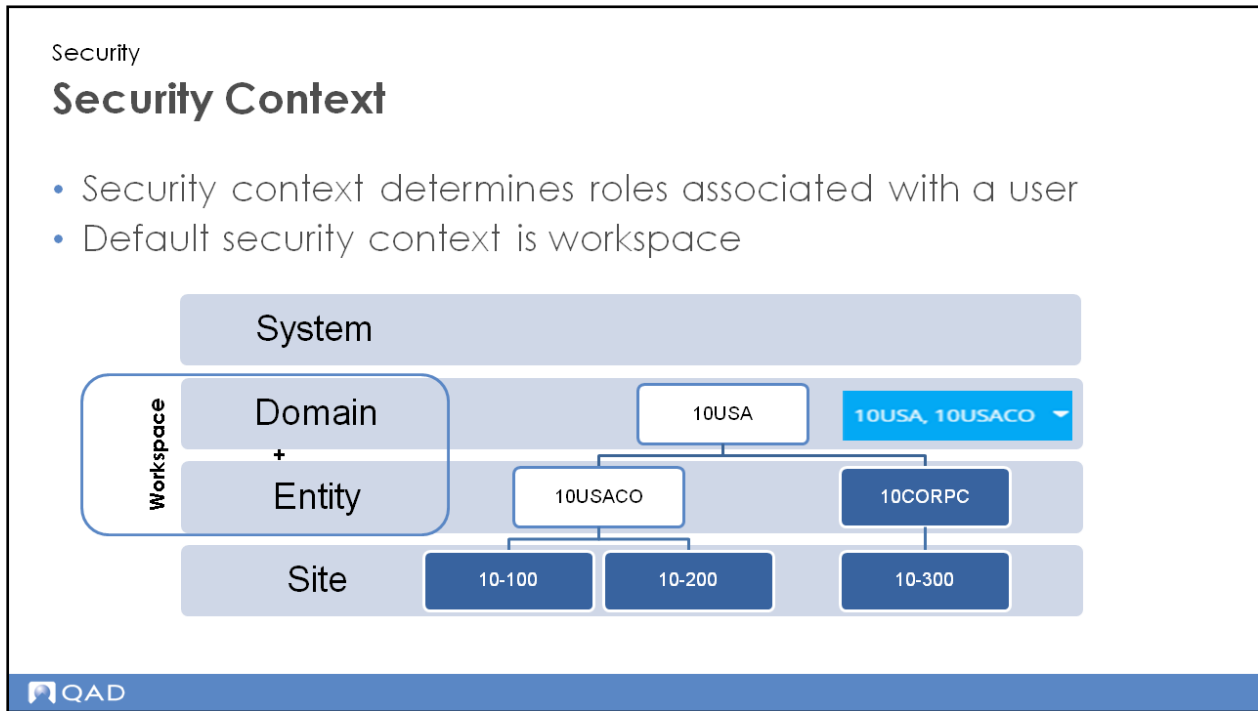 Security
Security Context
• Security context determines roles associated with a user
• Default security context is workspace
System
Workspace
Domain
+
Entity
10USA
10USA, 10USACO
10USACO
10CORPC
Site
10-100
10-200
10-300
QAD